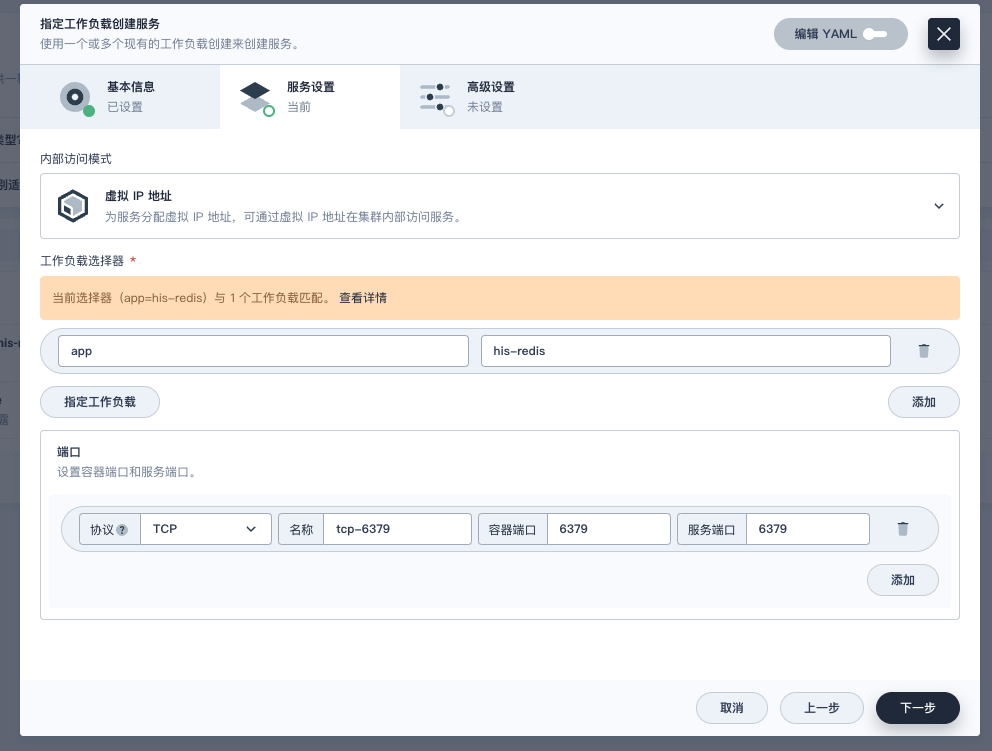 指定工作负载创建服务
使用一个或多个现有的工作负载创建来创建服务。
编辑 YAML
基本信息
已设置
服务设置
当前
高级设置
未设置
内部访问模式
虚拟 IP 地址
为服务分配虚拟 IP 地址，可通过虚拟 IP 地址在集群内部访问服务。
工作负载选择器 *
当前选择器（app=his-redis）与 1 个工作负载匹配。 查看详情
app
his-redis
指定工作负载
添加
端口
设置容器端口和服务端口。
协议 ? TCP 名称 tcp-6379 容器端口 6379 服务端口 6379
添加
取消
上一步
下一步